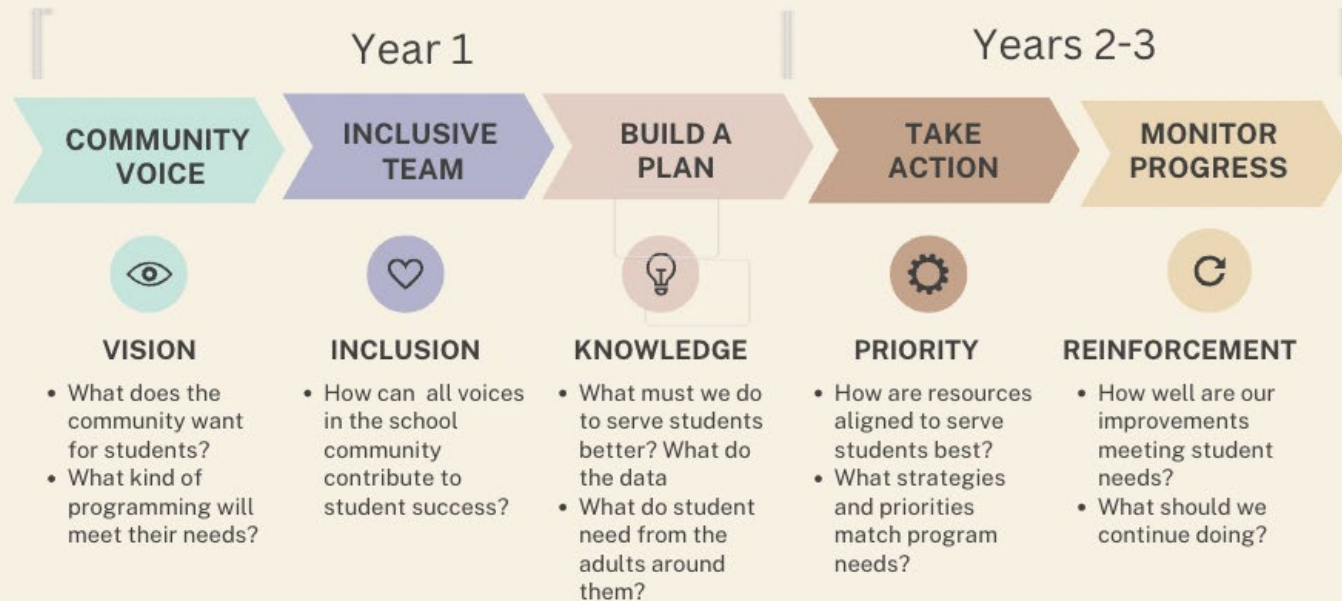 Year 1
Years 2-3
COMMUNITY
VOICE
INCLUSIVE
TEAM
BUILD A
PLAN
TAKE
ACTION
MONITOR
PROGRESS
VISION
• What does the
community want
for students?
• What kind of
programming will
meet their needs?
INCLUSION
• How can all voices
in the school
community
contribute to
student success?
KNOWLEDGE
• What must we do
to serve students
better? What do
the data
• What do student
need from the
adults around
them?
PRIORITY
• How are resources
aligned to serve
students best?
• What strategies
and priorities
match program
needs?
REINFORCEMENT
• How well are our
improvements
meeting student
needs?
• What should we
continue doing?